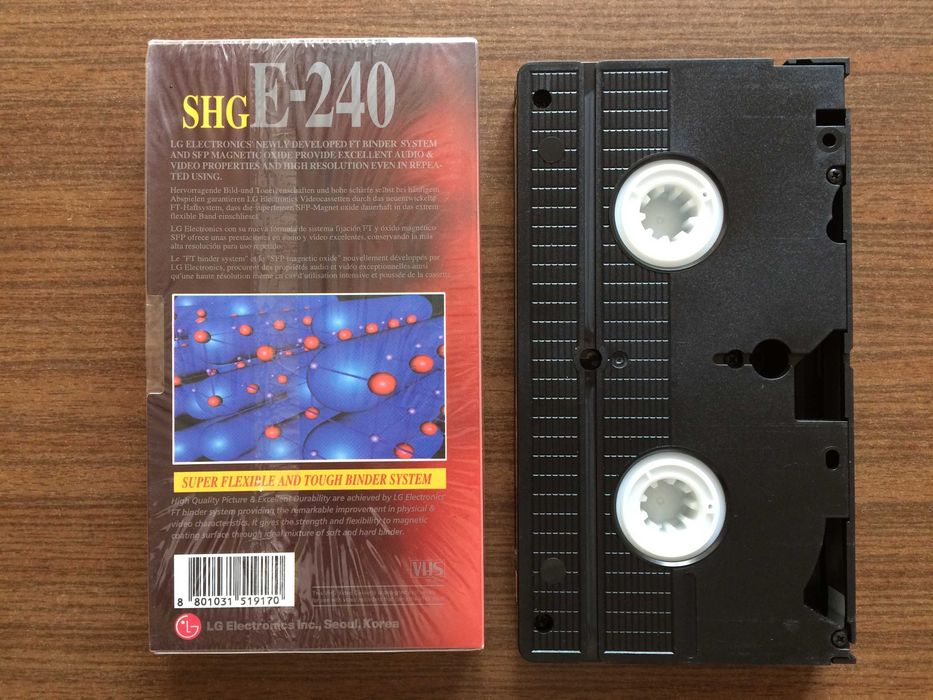 SHG E-240
LG ELECTRONICS' NEWLY DEVELOPED FT BINDER SYSTEM
AND SFP MAGNETIC OXIDE PROVIDE EXCELLENT AUDIO &
VIDEO PROPERTIES AND HIGH RESOLUTION EVEN IN REPEA-
TED USING.
Hervorragende Bild-und Toneigenschaften und hohe schärfe selbst bei häufigem
Abspielen garantieren LG Electronics Videocassetten durch das neuentwickelte
FT-Haftsystem, dass die superfeinen SFP-Magnet oxide dauerhaft in das extrem
flexible Band einschliesst
LG Electronics con su nueva fórmula de sistema fijación FT y óxido magnético
SFP ofrece unas prestaciones en audio y video excelentes, conservando la más
alta resolución para uso repetido.
Le "FT binder system" et le "SFP magnetic oxide" nouvellement développés par
LG Electronics, procurent des propriétés audio et vidéo exceptionnelles ainsi
qu'une haute résolution même en cas d'utilisation intensive et poussée de la cassette
SUPER FLEXIBLE AND TOUGH BINDER SYSTEM
High Quality Picture & Excellent Durability are achieved by LG Electronics'
FT binder system providing the remarkable improvement in physical &
video characteristics. It gives the strength and flexibility to magnetic
coating surface through ideal mixture of soft and hard binder.
VHS
8 801031 519170
LG
LG Electronics Inc., Seoul, Korea